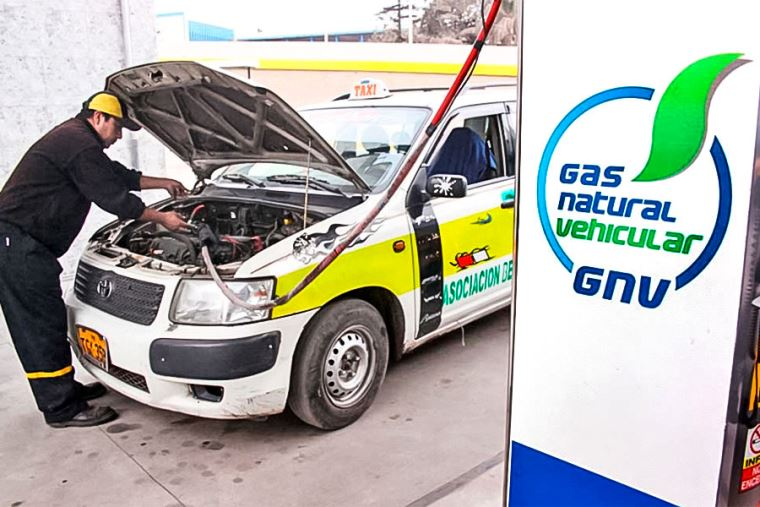 TAXI
ASOCIACION DE
Gas
natural
vehicular
GNV